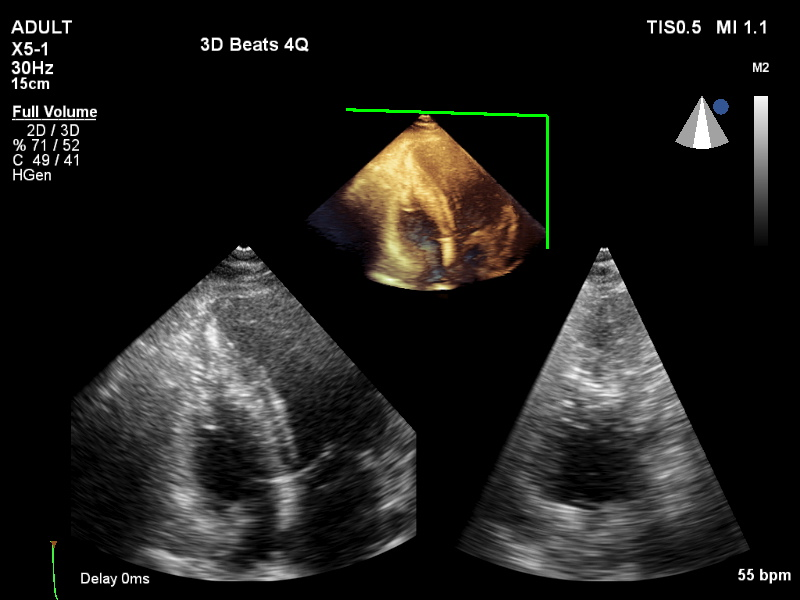 ADULT
X5-1
30Hz
15cm
Full Volume
2D / 3D
% 71 / 52
C 49 / 41
HGen
3D Beats 4Q
TIS0.5 MI 1.1
M2
Delay 0ms
55 bpm